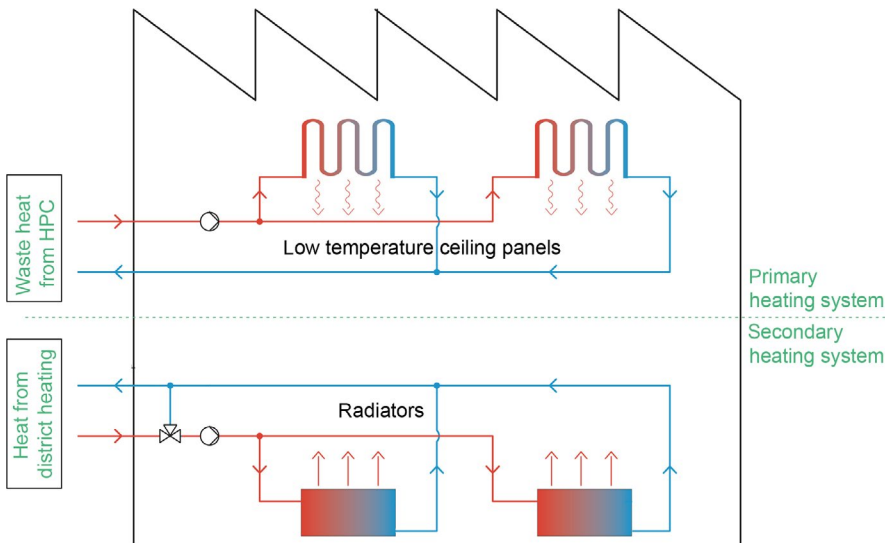 Waste heat
from HPC
Low temperature ceiling panels
Primary
heating system
Secondary
heating system
Heat from
district heating
Radiators